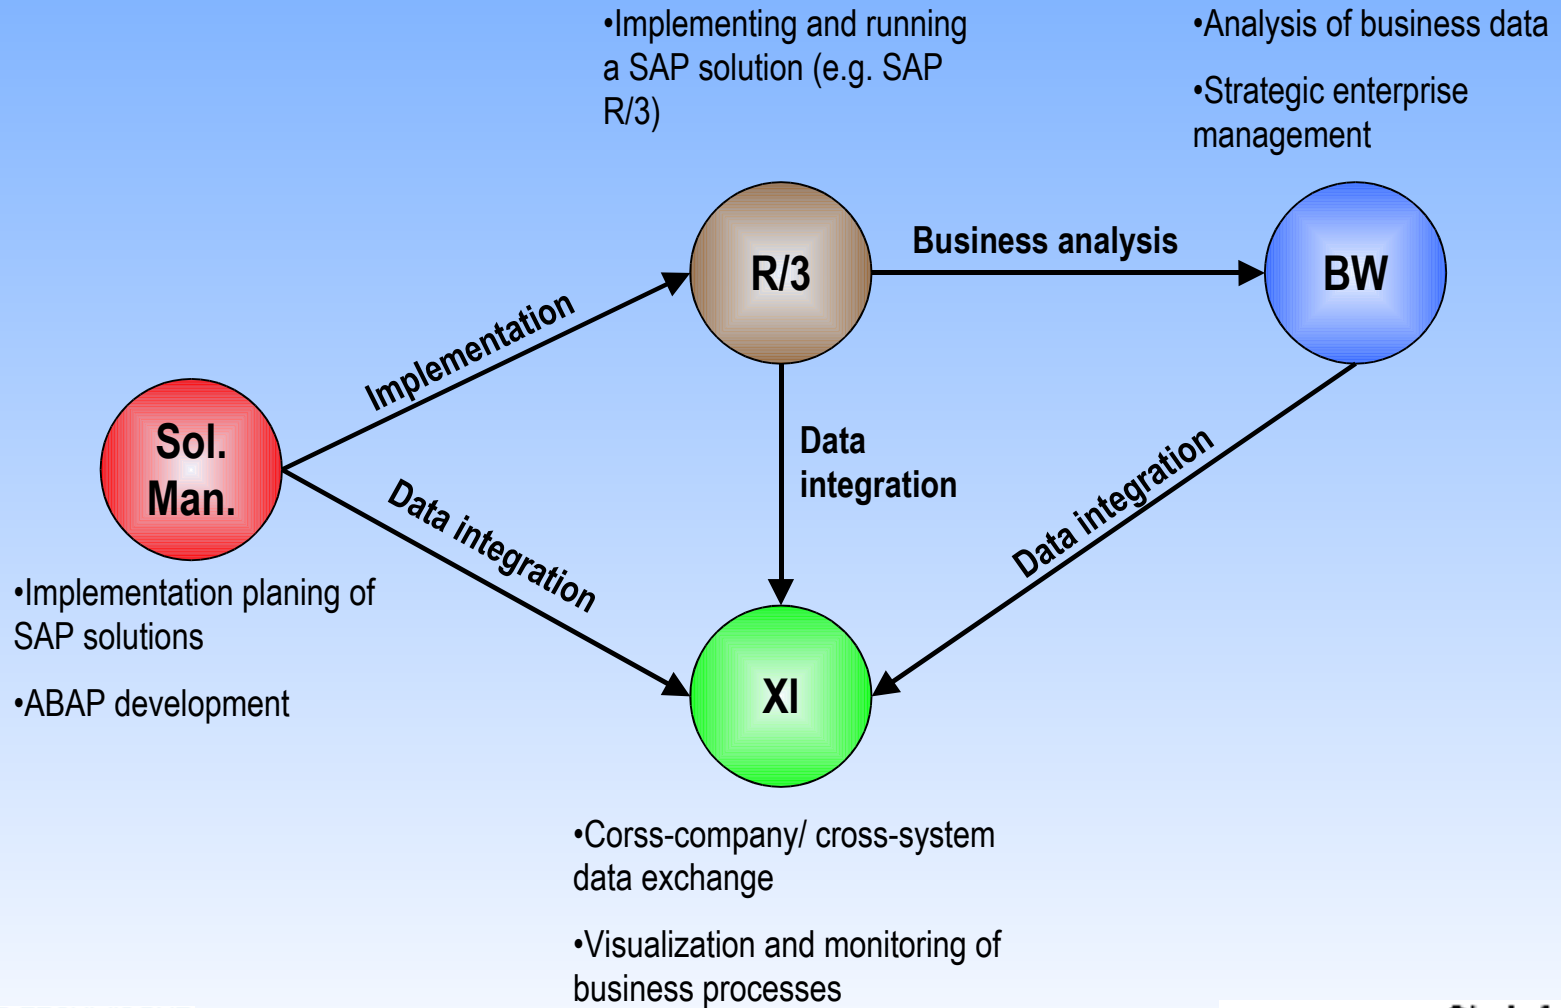 •Implementing and running
a SAP solution (e.g. SAP
R/3)
•Analysis of business data
•Strategic enterprise
management
R/3
Business analysis
BW
Implementation
Sol.
Man.
Data integration
Data
integration
Data integration
•Implementation planing of
SAP solutions
•ABAP development
XI
•Corss-company/ cross-system
data exchange
•Visualization and monitoring of
business processes